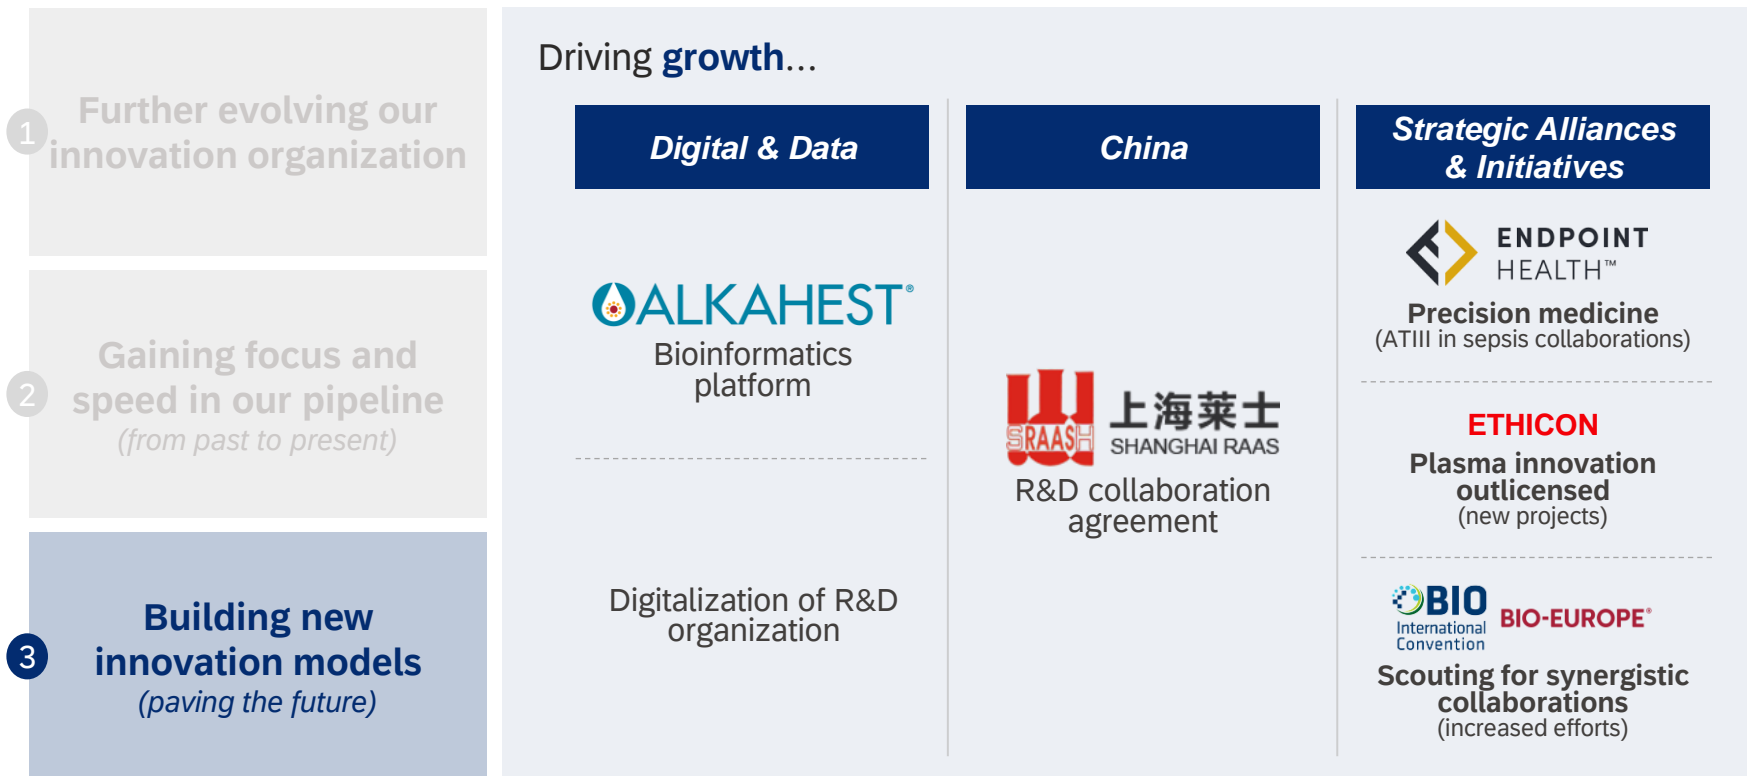 1
Further evolving our
innovation organization
2
Gaining focus and
speed in our pipeline
(from past to present)
3
Building new
innovation models
(paving the future)
Driving growth...
Digital & Data
ALKAHEST®
Bioinformatics
platform
Digitalization of R&D
organization
China
SRAASH
上海莱士
SHANGHAI RAAS
R&D collaboration
agreement
Strategic Alliances
& Initiatives
ENDPOINT
HEALTH™
Precision medicine
(ATIII in sepsis collaborations)
ETHICON
Plasma innovation
outlicensed
(new projects)
BIO
International
Convention
BIO-EUROPE®
Scouting for synergistic
collaborations
(increased efforts)